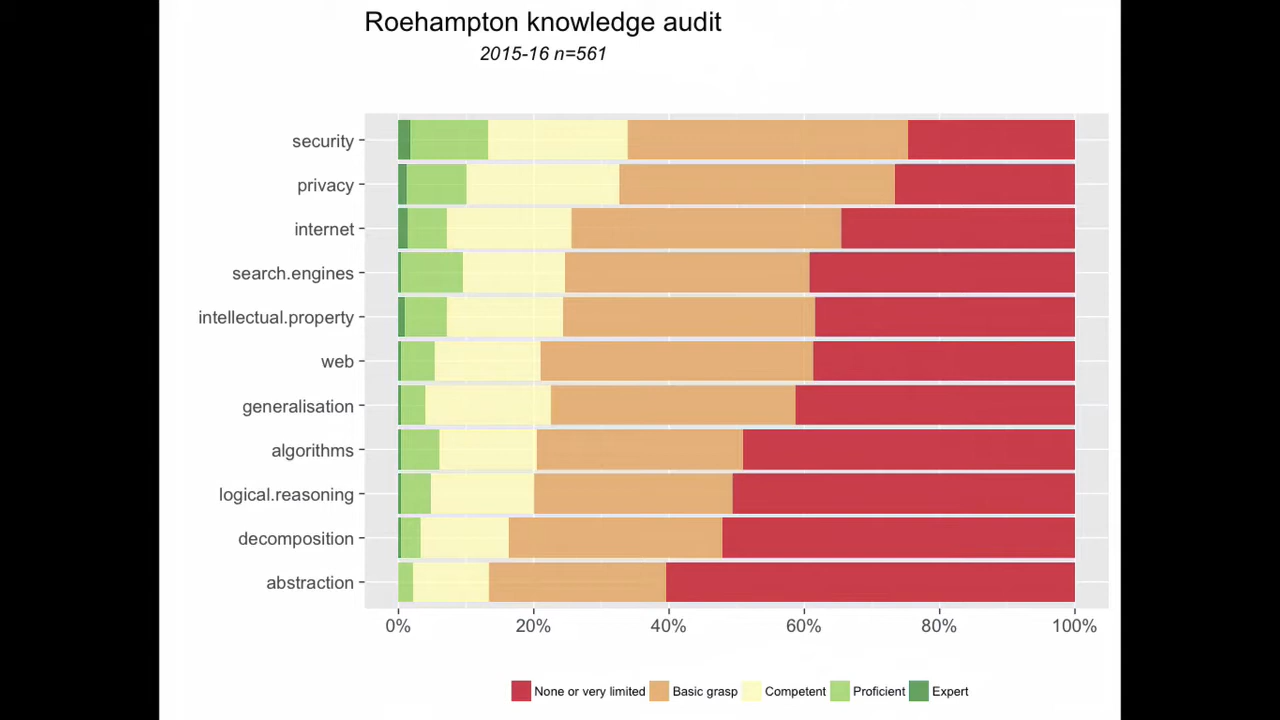 Roehampton knowledge audit
2015-16 n=561
security
privacy
internet
search.engines
intellectual.property
web
generalisation
algorithms
logical.reasoning
decomposition
abstraction
0% 20% 40% 60% 80% 100%
None or very limited Basic grasp Competent Proficient Expert